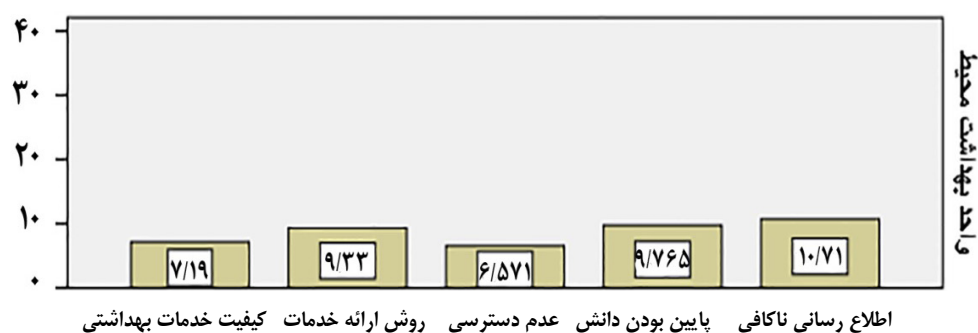 ۴۰
۳۰
۲۰
۱۰
۰
۷/۱۹
۹/۳۳
۶/۵۷۱
۹/۷۶۵
۱۰/۷۱
کیفیت خدمات بهداشتی
روش ارائه خدمات
عدم دسترسی
پایین بودن دانش
اطلاع رسانی ناکافی
واحد بهداشت محیط